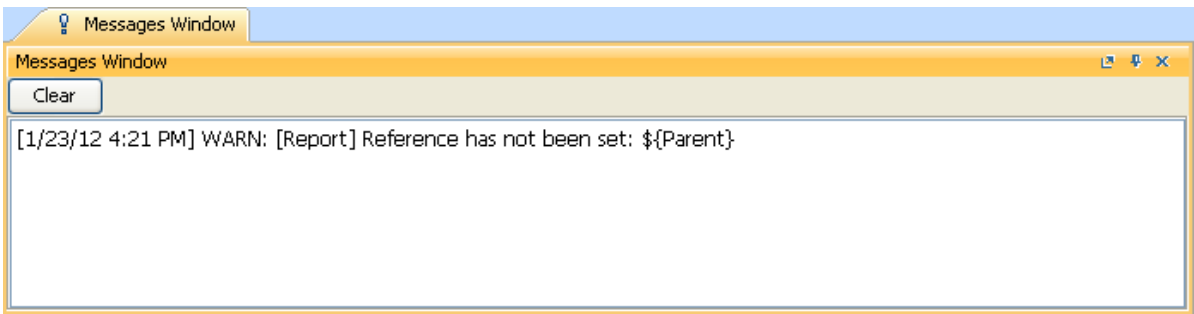 Messages Window
Messages Window
Clear
[1/23/12 4:21 PM] WARN: [Report] Reference has not been set: ${Parent}